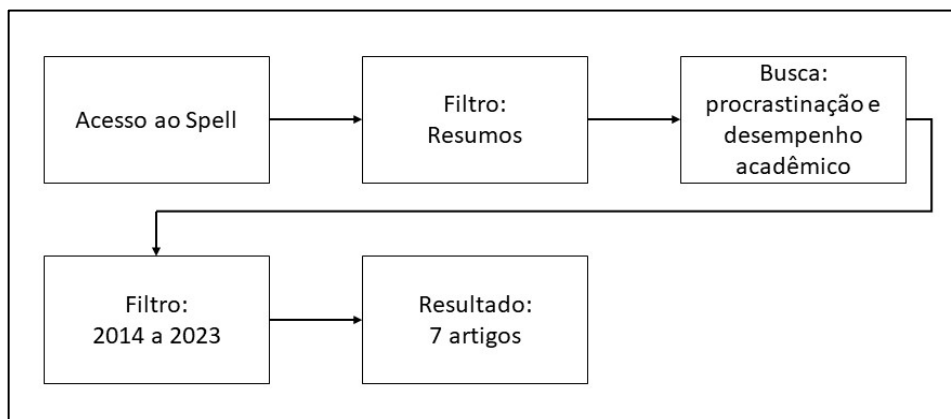 Acesso ao Spell
Filtro:
Resumos
Busca:
procrastinação e
desempenho
acadêmico
Filtro:
2014 a 2023
Resultado:
7 artigos